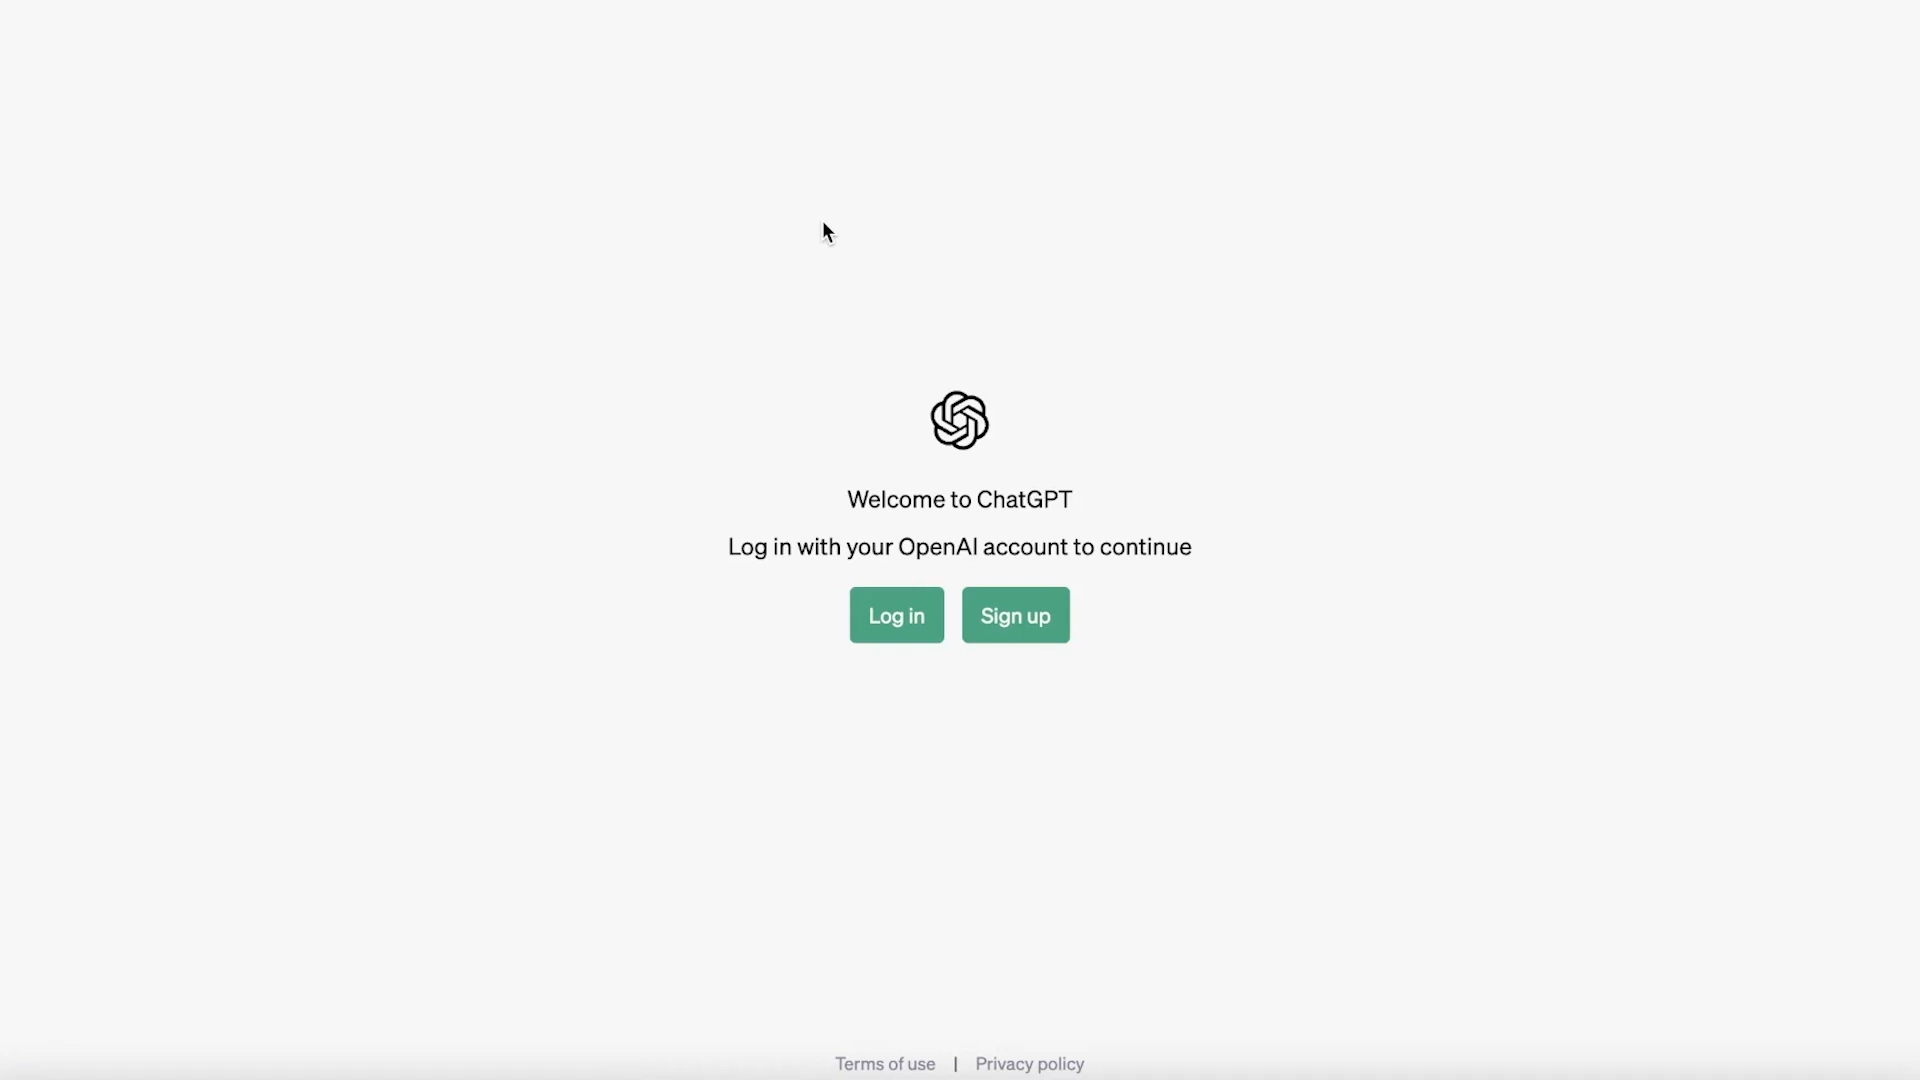 Welcome to ChatGPT
Log in with your OpenAI account to continue
Log in
Sign up
Terms of use | Privacy policy